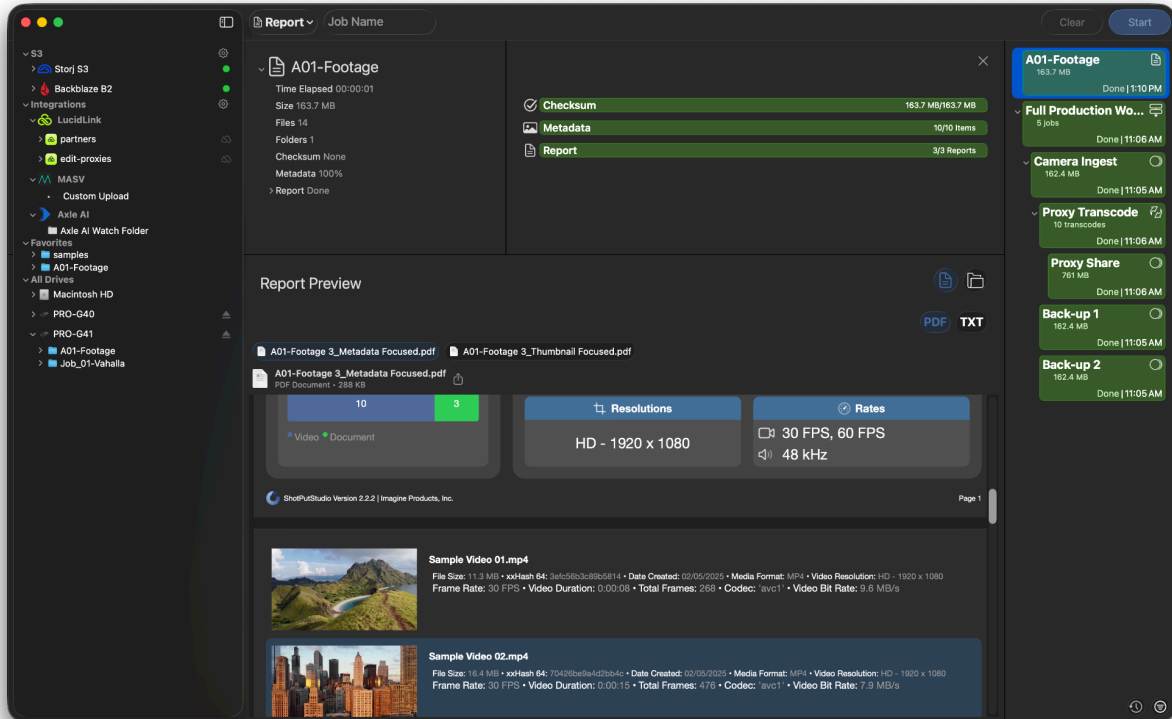 Report
Job Name
Clear
Start
S3
Storj S3
Backblaze B2
Integrations
LucidLink
partners
edit-proxies
MASV
Custom Upload
Axle AI
Axle AI Watch Folder
Favorites
samples
A01-Footage
All Drives
Macintosh HD
PRO-G40
PRO-G41
A01-Footage
Job_01-Vahalla
A01-Footage
Time Elapsed 00:00:01
Size 163.7 MB
Files 14
Folders 1
Checksum None
Metadata 100%
Report Done
Checksum 163.7 MB/163.7 MB
Metadata 10/10 Items
Report 3/3 Reports
Report Preview
PDF TXT
A01-Footage 3_Metadata Focused.pdf
A01-Footage 3_Thumbnail Focused.pdf
A01-Footage 3_Metadata Focused.pdf
PDF Document • 288 KB
10
3
Video Document
Resolutions
HD - 1920 x 1080
Rates
30 FPS, 60 FPS
48 kHz
ShotPutStudio Version 2.2.2 | Imagine Products, Inc.
Page 1
Sample Video 01.mp4
File Size: 11.3 MB • xxHash 64: 3efc56b3c89b5814 • Date Created: 02/05/2025 • Media Format: MP4 • Video Resolution: HD - 1920 x 1080
Frame Rate: 30 FPS • Video Duration: 0:00:08 • Total Frames: 268 • Codec: 'avc1' • Video Bit Rate: 9.6 MB/s
Sample Video 02.mp4
File Size: 16.4 MB • xxHash 64: 70426be9a4d2bb4c • Date Created: 02/05/2025 • Media Format: MP4 • Video Resolution: HD - 1920 x 1080
Frame Rate: 30 FPS • Video Duration: 0:00:15 • Total Frames: 476 • Codec: 'avc1' • Video Bit Rate: 7.9 MB/s
A01-Footage
163.7 MB
Done | 1:10 PM
Full Production Wo...
5 jobs
Done | 11:06 AM
Camera Ingest
162.4 MB
Done | 11:05 AM
Proxy Transcode
10 transcodes
Done | 11:06 AM
Proxy Share
761 MB
Done | 11:06 AM
Back-up 1
162.4 MB
Done | 11:05 AM
Back-up 2
162.4 MB
Done | 11:05 AM